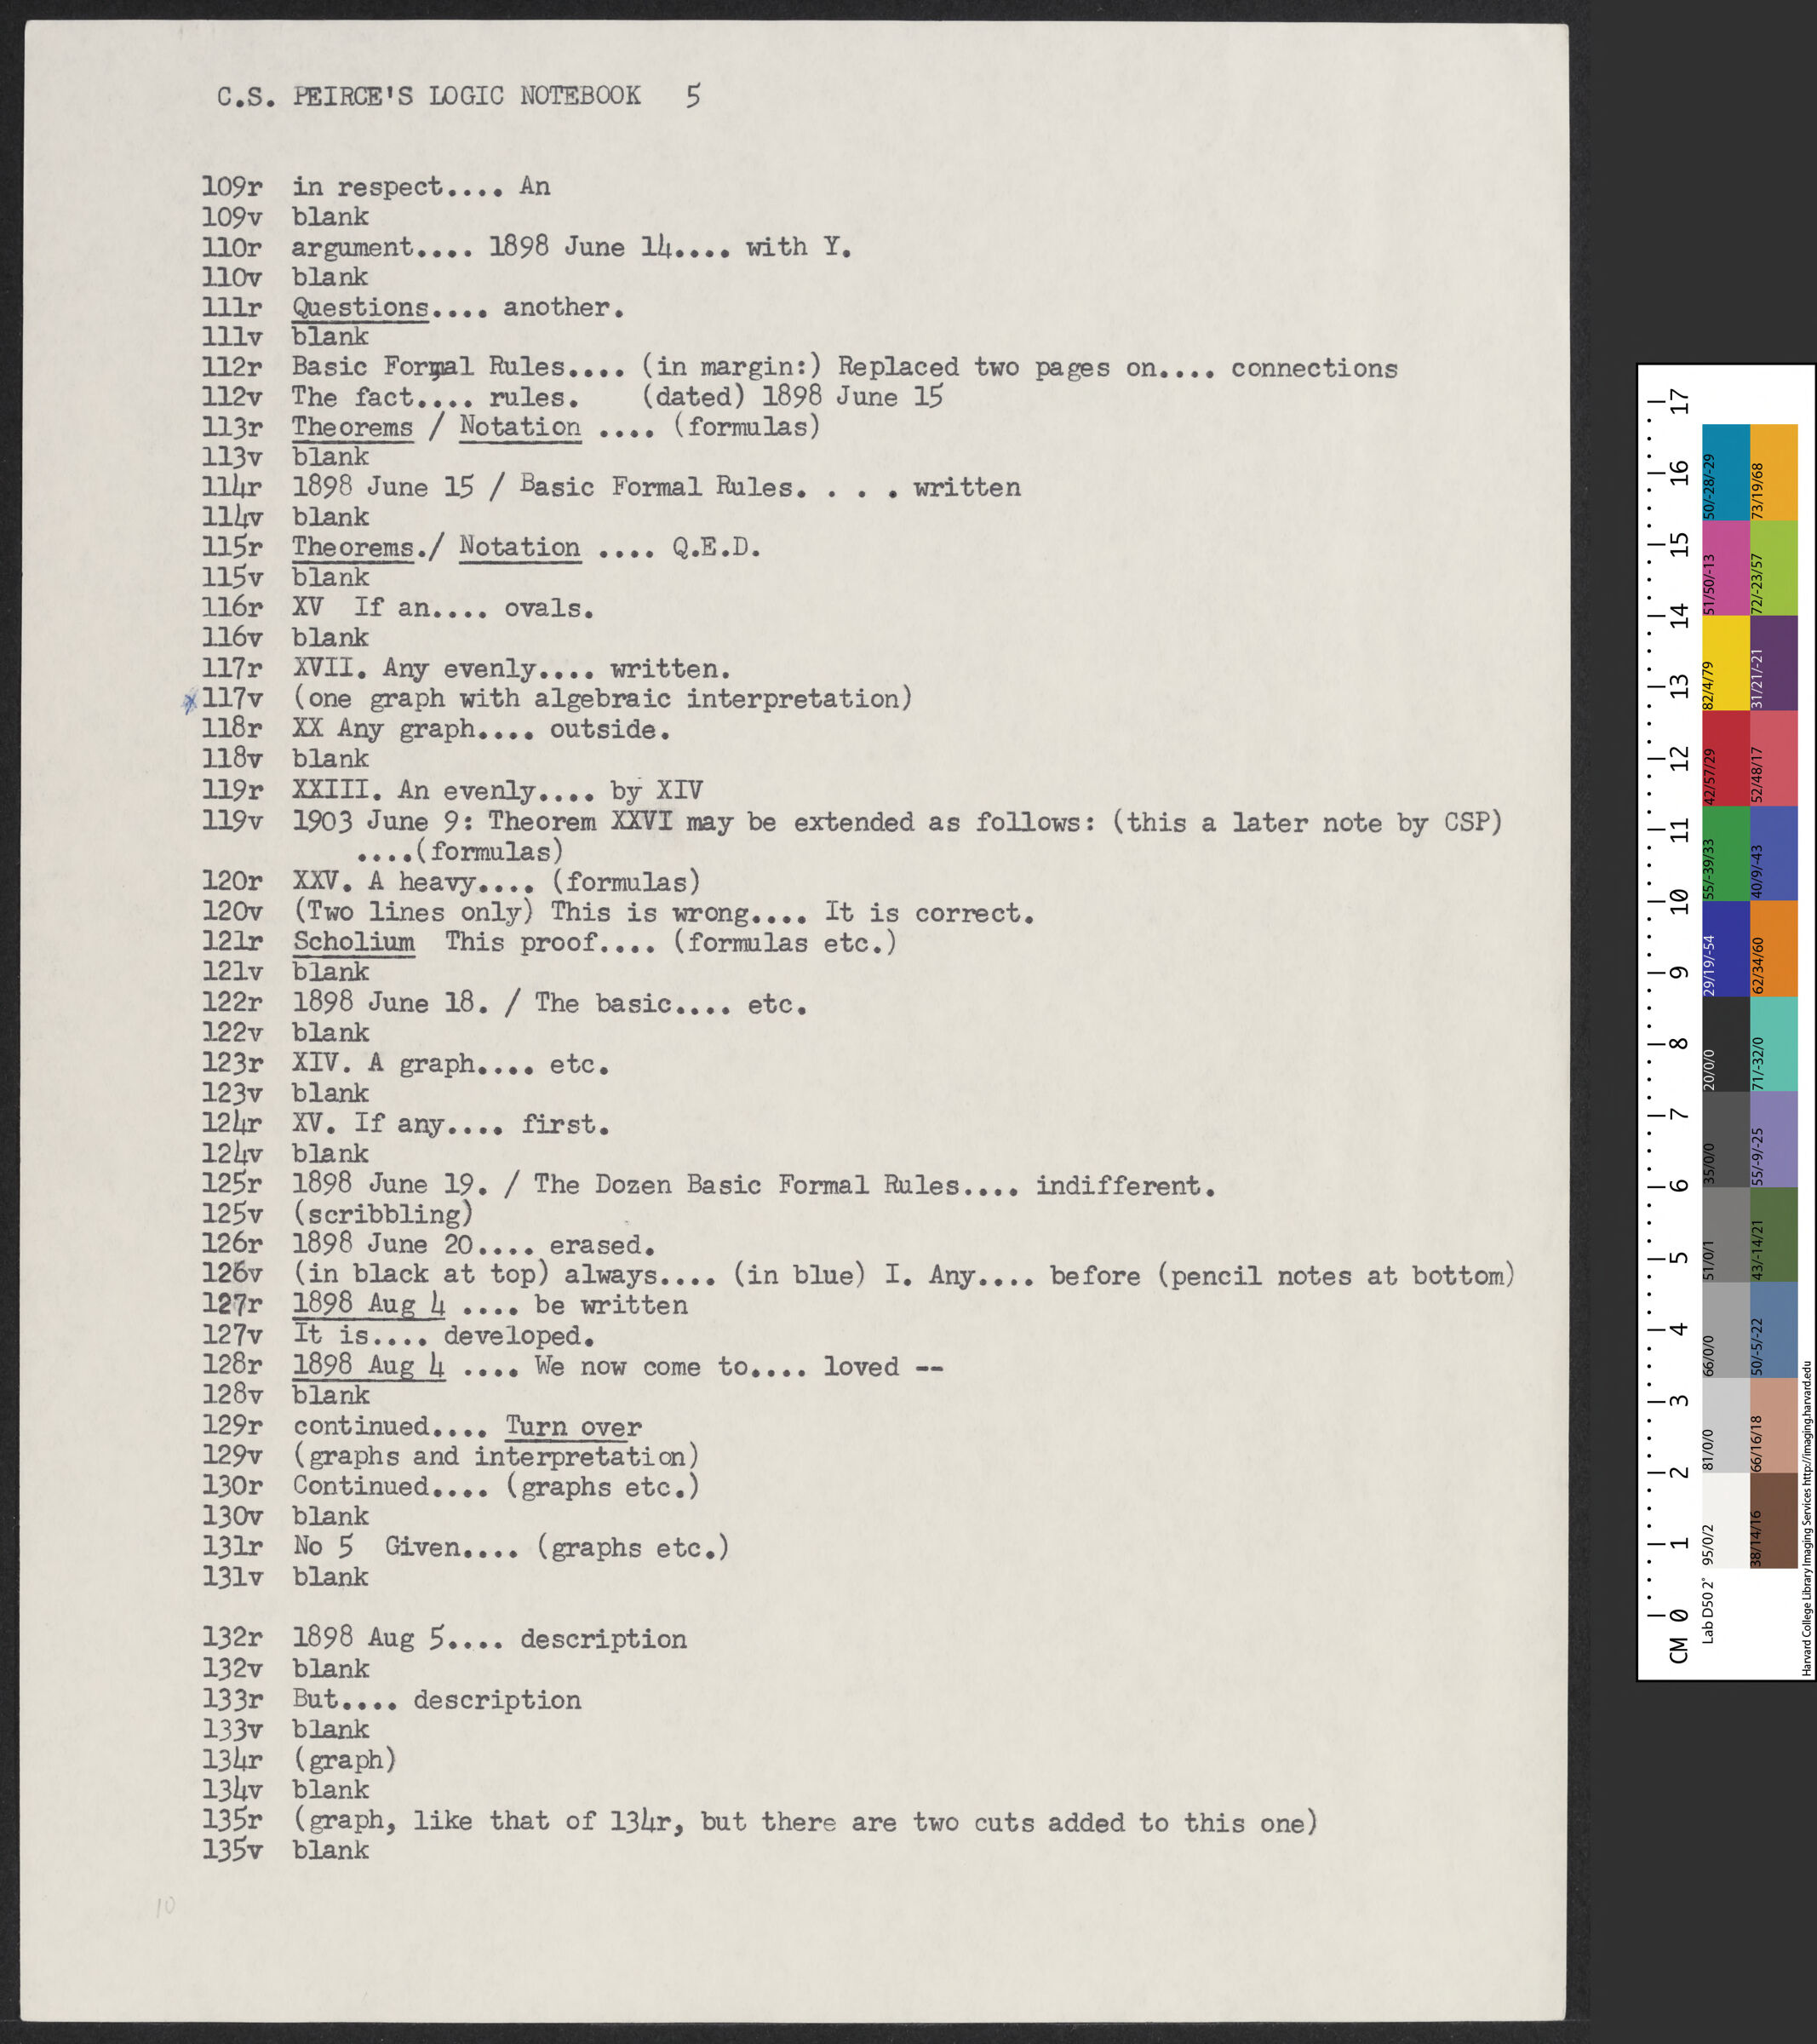 C.S. PEIRCE'S LOGIC NOTEBOOK 5
109r in respect.... An
109v blank
110r argument.... 1898 June 14.... with Y.
110v blank
111r Questions.... another.
111v blank
112r Basic Formal Rules.... (in margin:) Replaced two pages on.... connections
112v The fact.... rules. (dated) 1898 June 15
113r Theorems / Notation .... (formulas)
113v blank
114r 1898 June 15 / Basic Formal Rules. . . . written
114v blank
115r Theorems./ Notation .... Q.E.D.
115v blank
116r XV If an.... ovals.
116v blank
117r XVII. Any evenly.... written.
x 117v (one graph with algebraic interpretation)
118r XX Any graph.... outside.
118v blank
119r XXIII. An evenly.... by XIV
119v 1903 June 9: Theorem XXVI may be extended as follows: (this a later note by CSP)
....(formulas)
120r XXV. A heavy.... (formulas)
120v (Two lines only) This is wrong.... It is correct.
121r Scholium This proof.... (formulas etc.)
121v blank
122r 1898 June 18. / The basic.... etc.
122v blank
123r XIV. A graph.... etc.
123v blank
124r XV. If any.... first.
124v blank
125r 1898 June 19. / The Dozen Basic Formal Rules.... indifferent.
125v (scribbling)
126r 1898 June 20.... erased.
126v (in black at top) always.... (in blue) I. Any.... before (pencil notes at bottom)
127r 1898 Aug 4 .... be written
127v It is.... developed.
128r 1898 Aug 4 .... We now come to.... loved --
128v blank
129r continued.... Turn over
129v (graphs and interpretation)
130r Continued.... (graphs etc.)
130v blank
131r No 5 Given.... (graphs etc.)
131v blank
132r 1898 Aug 5.... description
132v blank
133r But.... description
133v blank
134r (graph)
134v blank
135r (graph, like that of 134r, but there are two cuts added to this one)
135v blank
10
CM 0 1 2 3 4 5 6 7 8 9 10 11 12 13 14 15 16 17
Lab D50 2° 95/0/2 81/0/0 66/0/0 51/0/1 35/0/0 20/0/0 29/19/-54 55/-39/33 42/57/29 82/4/79 51/50/-13 50/-28/-29
38/14/16 66/16/18 50/-5/-22 43/-14/21 55/-9/-25 71/-32/0 62/34/60 40/9/-43 52/48/17 31/21/-21 72/-23/57 73/19/68
Harvard College Library Imaging Services http://imaging.harvard.edu